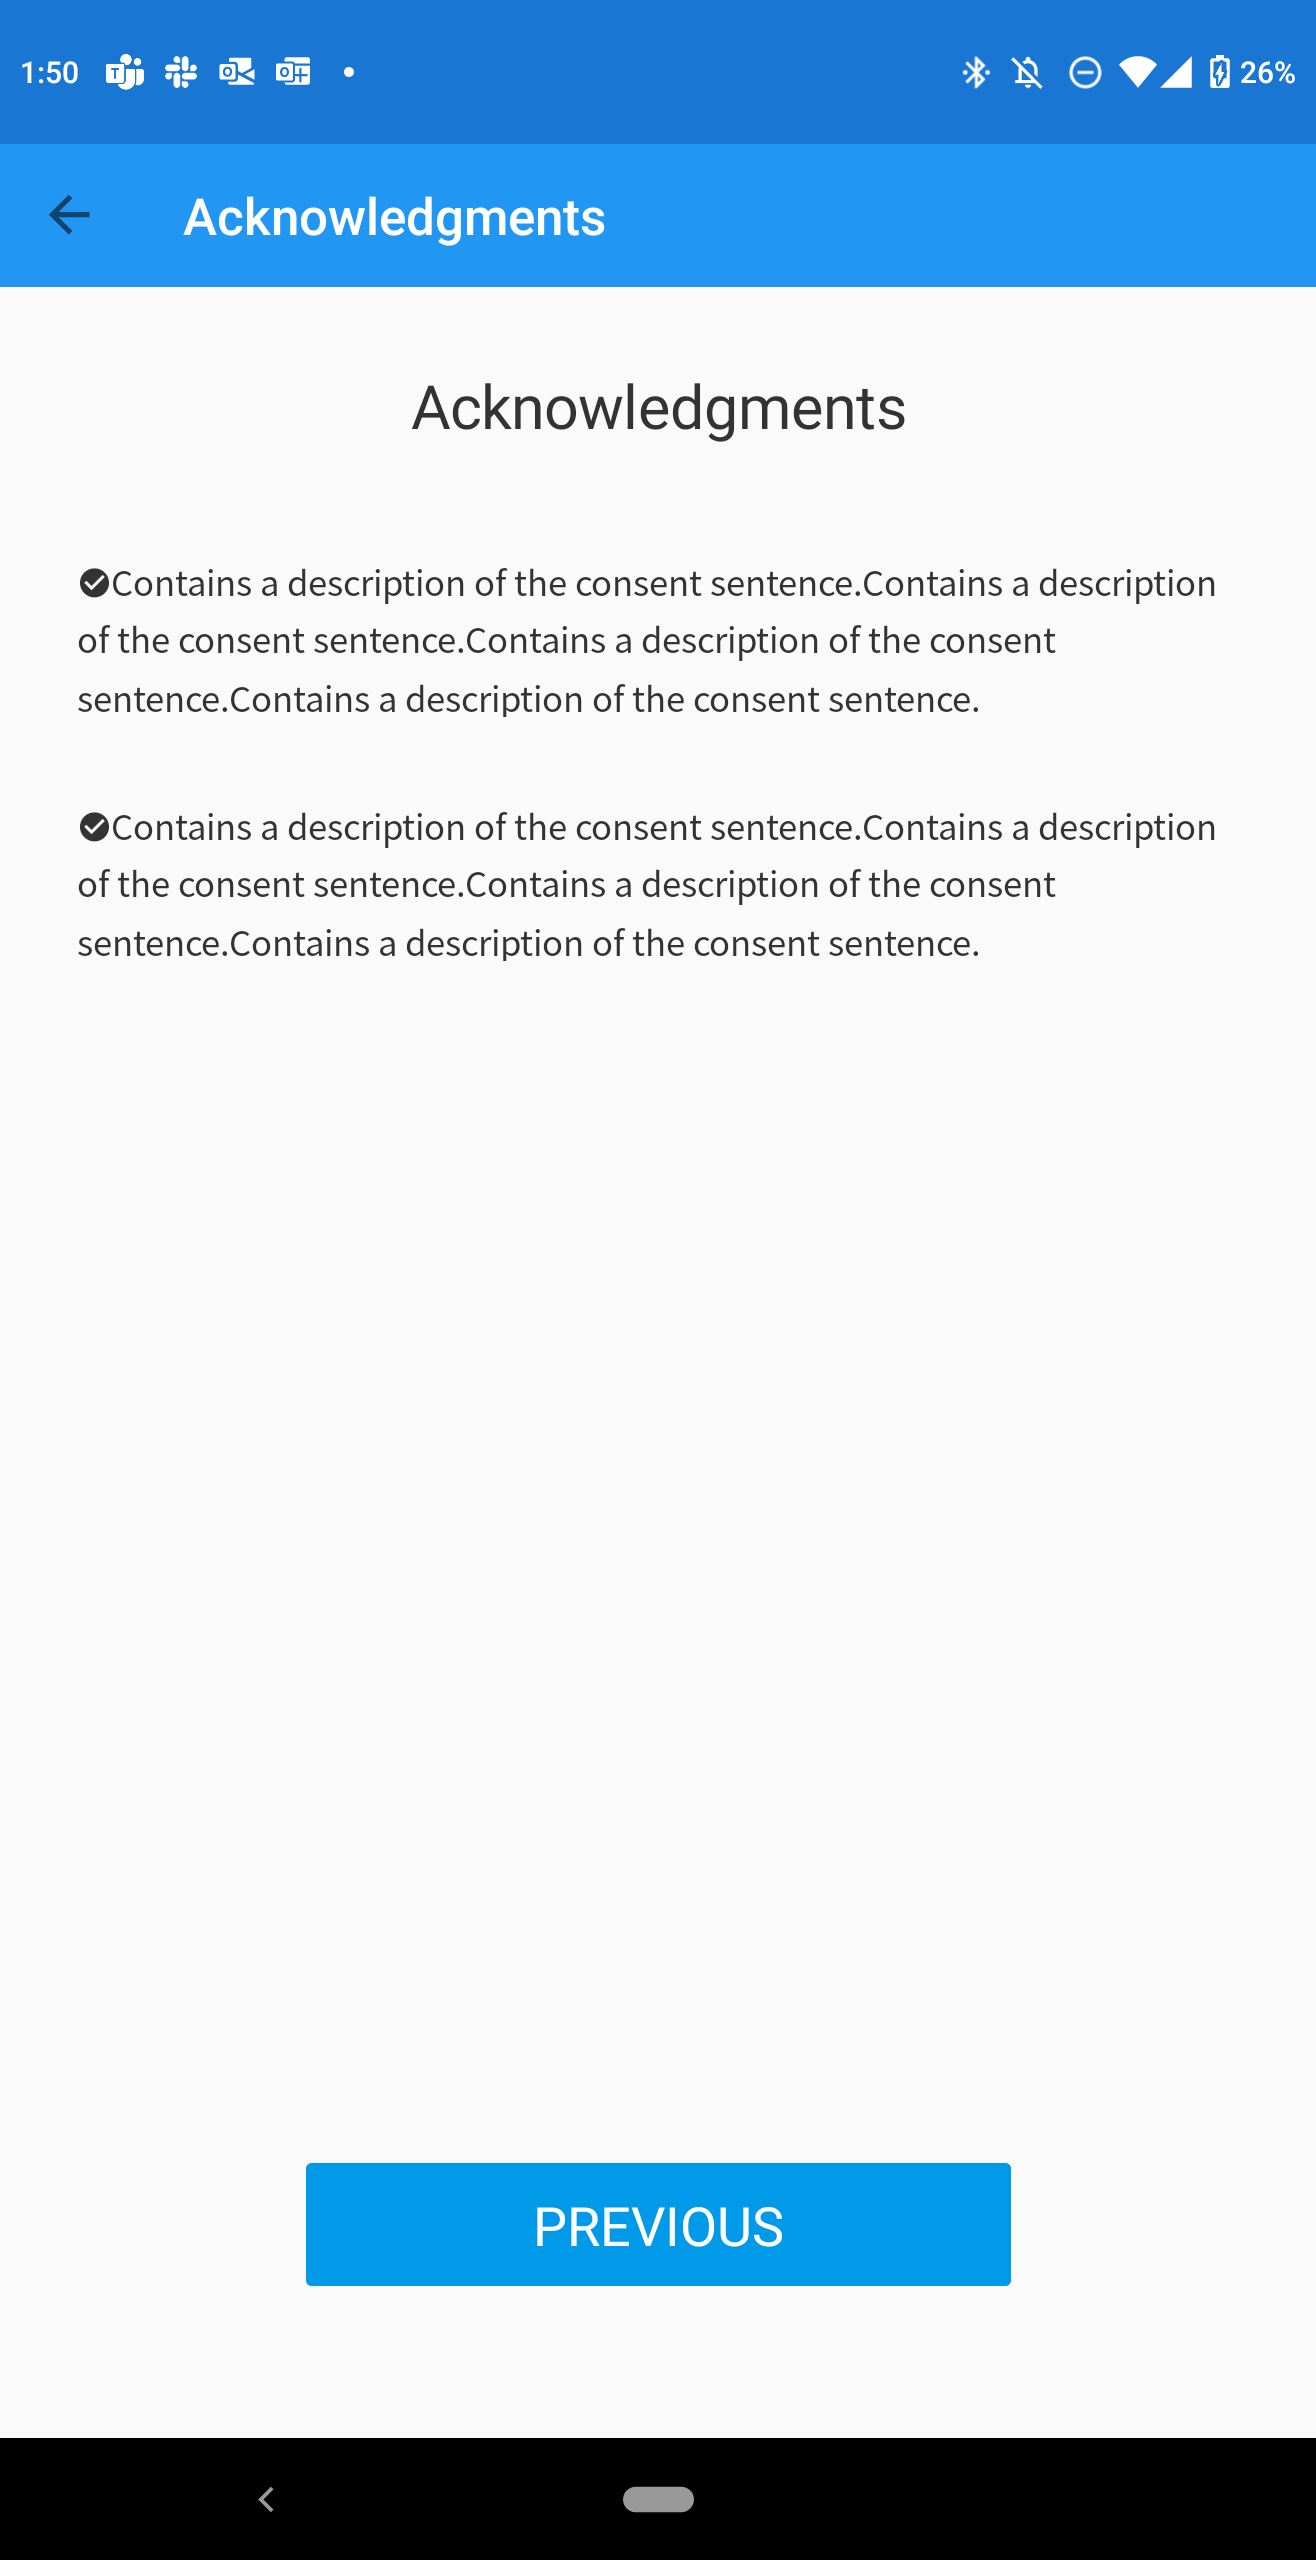 1:50
26%
Acknowledgments
Acknowledgments
Contains a description of the consent sentence.Contains a description
of the consent sentence.Contains a description of the consent
sentence.Contains a description of the consent sentence.
Contains a description of the consent sentence.Contains a description
of the consent sentence.Contains a description of the consent
sentence.Contains a description of the consent sentence.
PREVIOUS